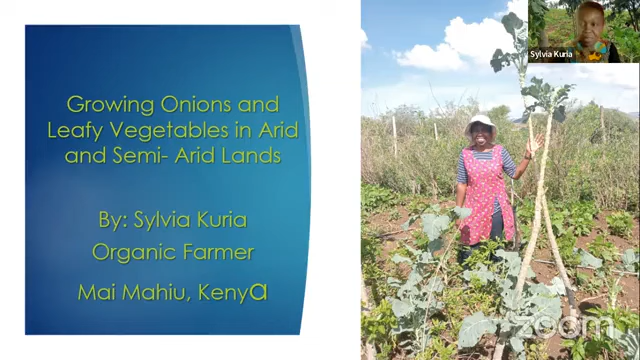 Growing Onions and
Leafy Vegetables in Arid
and Semi- Arid Lands
By: Sylvia Kuria
Organic Farmer
Mai Mahiu, Kenya
Sylvia Kuria
zoom